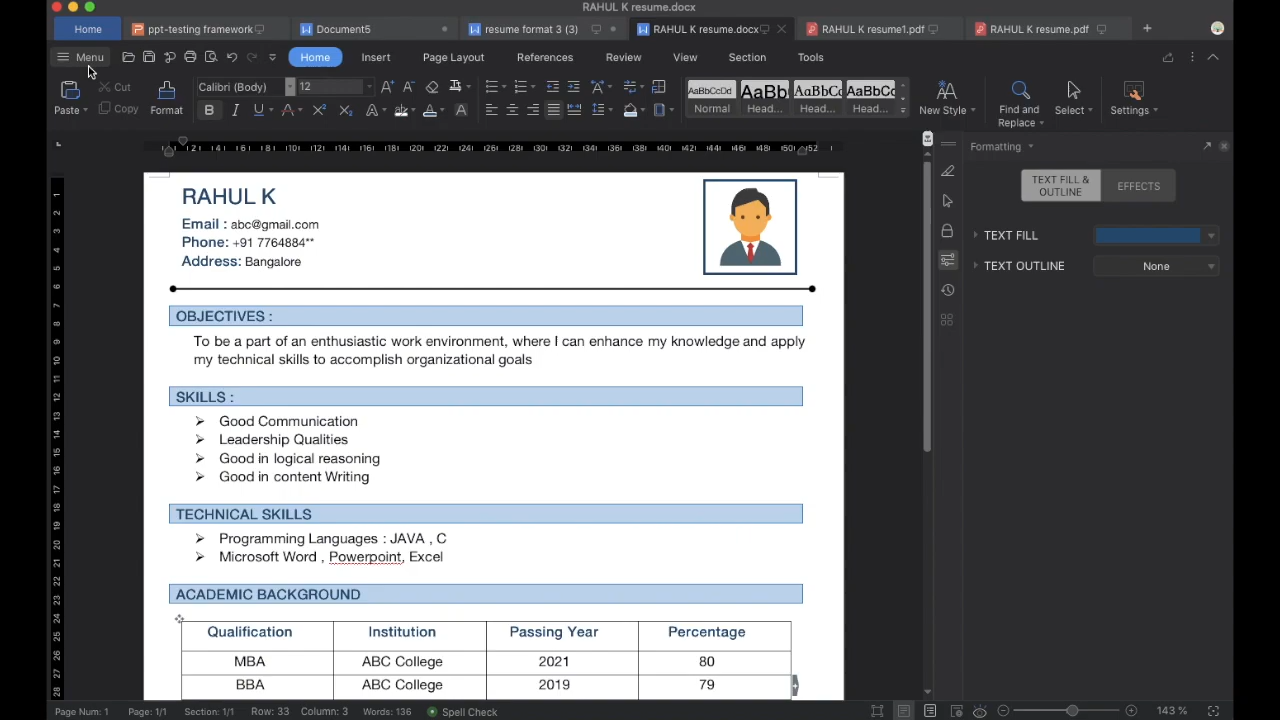 RAHUL K resume.docx
Home
ppt-testing framework
Document5
resume format 3 (3)
RAHUL K resume.docx
RAHUL K resume1.pdf
RAHUL K resume.pdf
Menu
Home
Insert
Page Layout
References
Review
View
Section
Tools
Paste
Cut
Copy
Format
Calibri (Body)
12
AaBbCcDd
Normal
AaBb
Head...
AaBbC
Head...
AaBbCc
Head...
New Style
Find and
Replace
Select
Settings
Formatting
TEXT FILL &
OUTLINE
EFFECTS
TEXT FILL
TEXT OUTLINE
None
RAHUL K
Email : abc@gmail.com
Phone: +91 7764884**
Address: Bangalore
OBJECTIVES :
To be a part of an enthusiastic work environment, where I can enhance my knowledge and apply
my technical skills to accomplish organizational goals
SKILLS :
Good Communication
Leadership Qualities
Good in logical reasoning
Good in content Writing
TECHNICAL SKILLS
Programming Languages : JAVA , C
Microsoft Word , Powerpoint, Excel
ACADEMIC BACKGROUND
Qualification Institution Passing Year Percentage
MBA ABC College 2021 80
BBA ABC College 2019 79
Page Num: 1 Page: 1/1 Section: 1/1 Row: 33 Column: 3 Words: 136 Spell Check 143 %